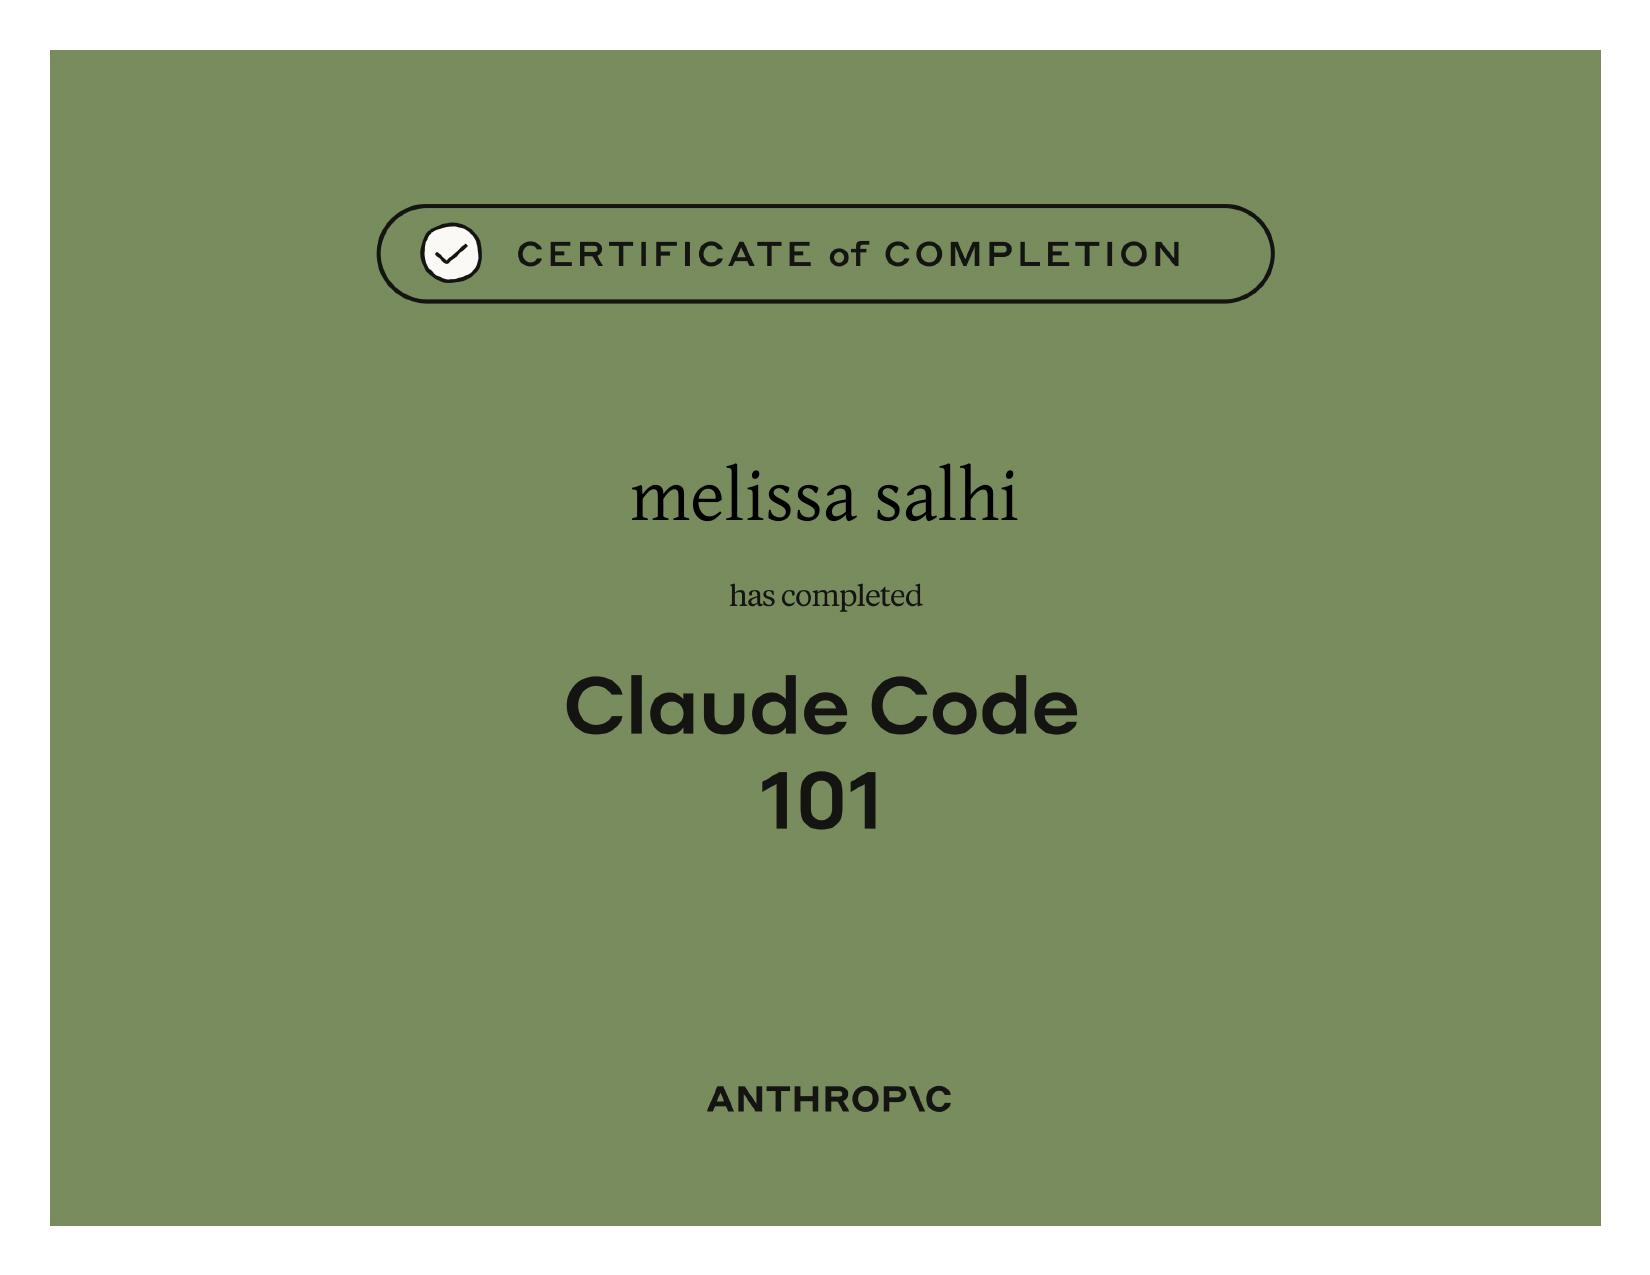 CERTIFICATE of COMPLETION
melissa salhi
has completed
Claude Code
101
ANTHROP\C